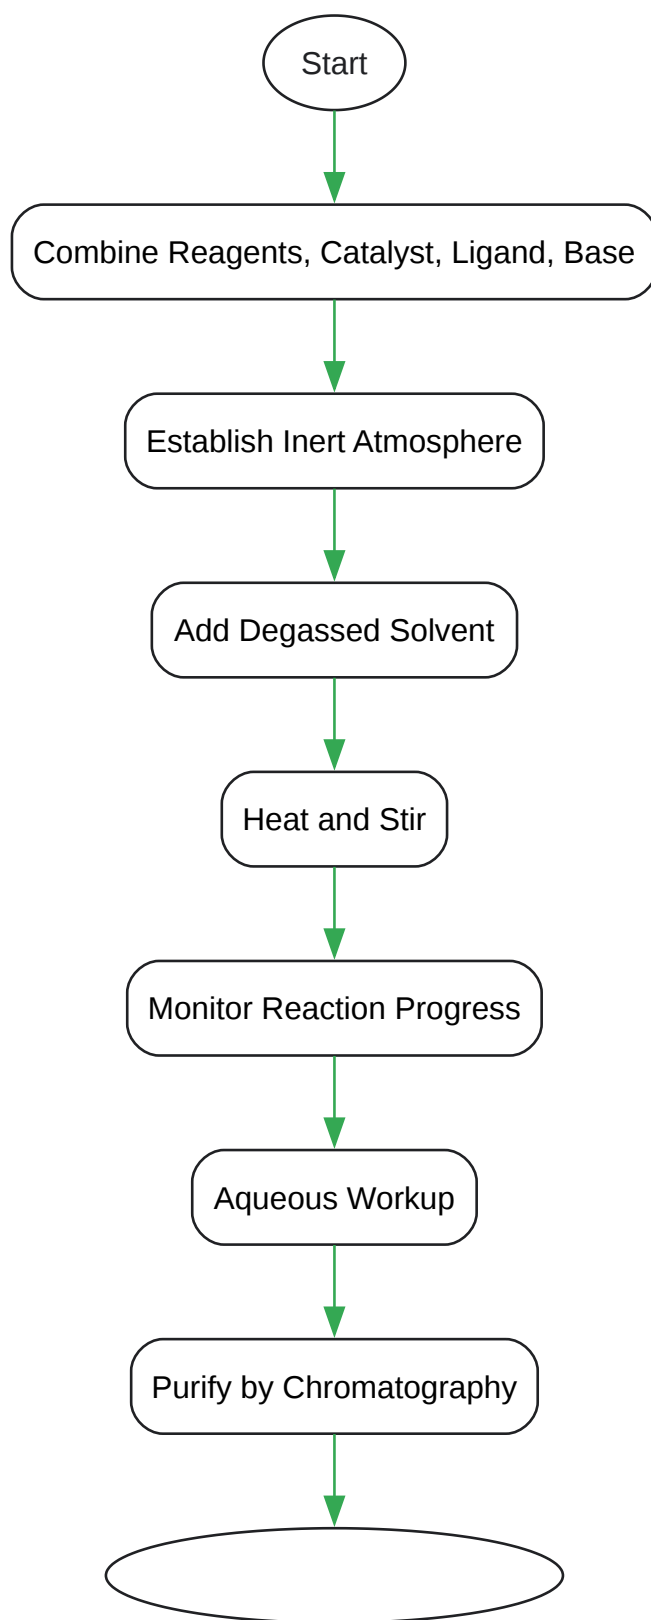 Start
Combine Reagents, Catalyst, Ligand, Base
Establish Inert Atmosphere
Add Degassed Solvent
Heat and Stir
Monitor Reaction Progress
Aqueous Workup
Purify by Chromatography